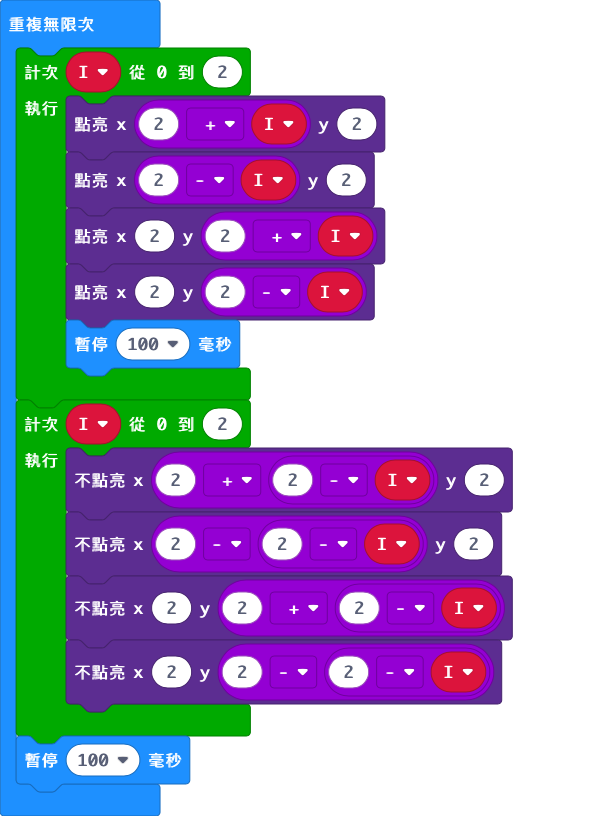 重複無限次
計次 I 從 0 到 2
執行
點亮 x 2 + I y 2
點亮 x 2 - I y 2
點亮 x 2 y 2 + I
點亮 x 2 y 2 - I
暫停 100 毫秒
計次 I 從 0 到 2
執行
不點亮 x 2 + 2 - I y 2
不點亮 x 2 - 2 - I y 2
不點亮 x 2 y 2 + 2 - I
不點亮 x 2 y 2 - 2 - I
暫停 100 毫秒